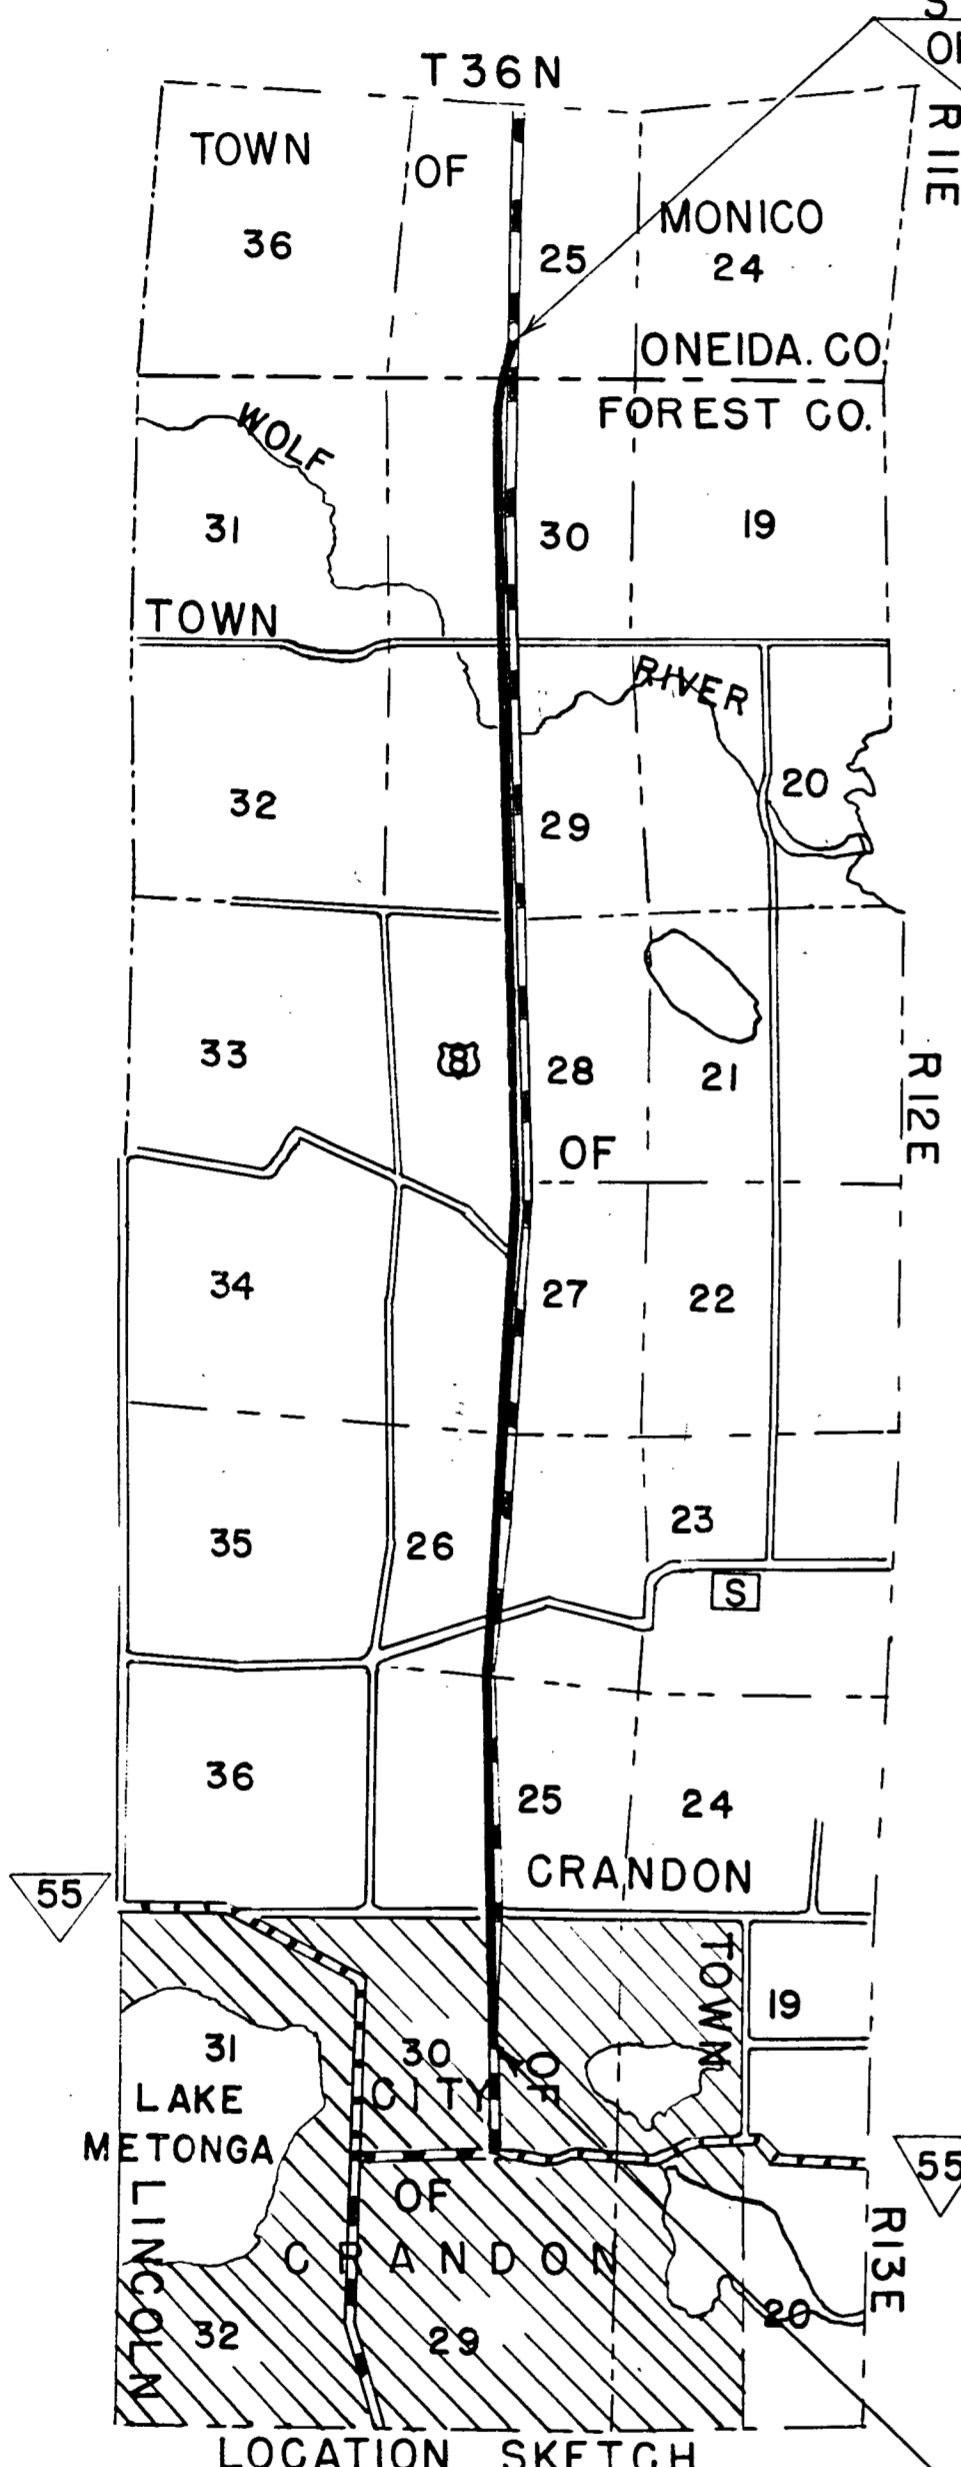 T36N
R11E
TOWN OF MONICO
36
25
24
ONEIDA. CO.
FOREST CO.
WOLF
31
30
19
TOWN
RIVER
32
29
20
33
8
28
21
R12E
OF
34
27
22
35
26
23
S
36
25
24
CRANDON
55
TOWN
19
31
30
OF
LAKE
CITY
METONGA
55
OF
LINCOLN
R13E
CRANDON
20
32
29
LOCATION SKETCH